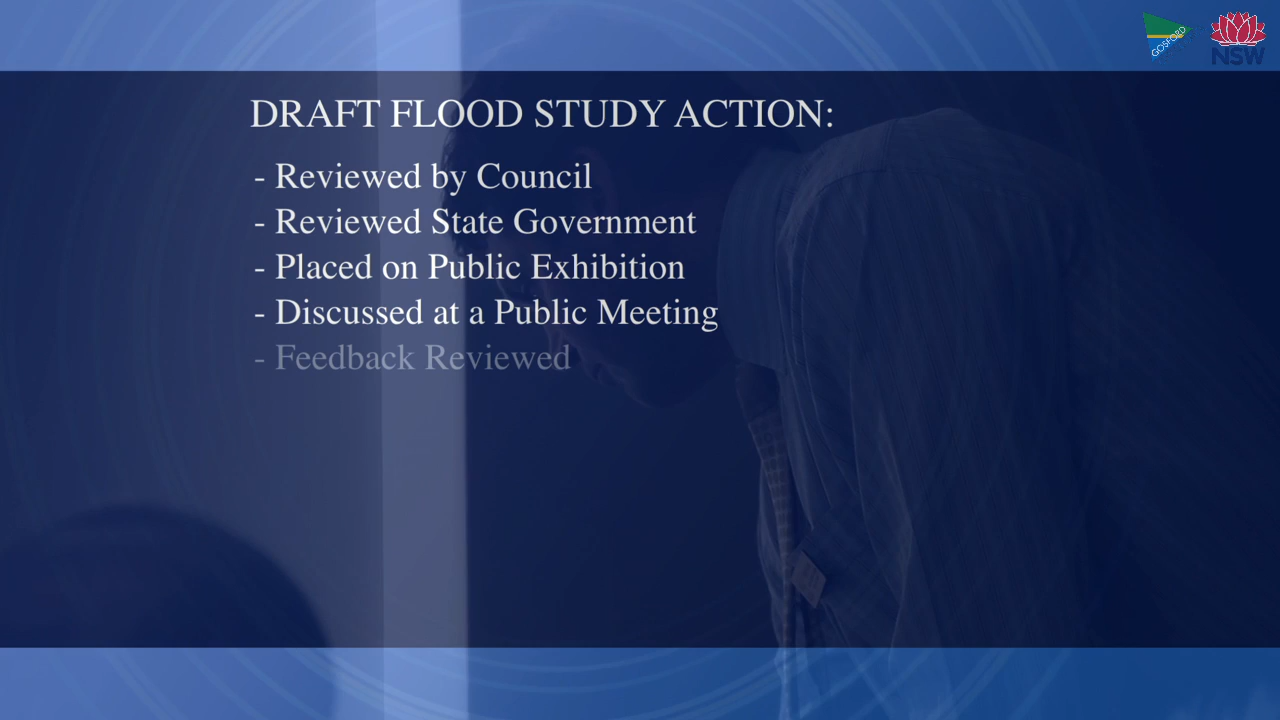 GOSFORD
NSW
DRAFT FLOOD STUDY ACTION:
- Reviewed by Council
- Reviewed State Government
- Placed on Public Exhibition
- Discussed at a Public Meeting
- Feedback Reviewed